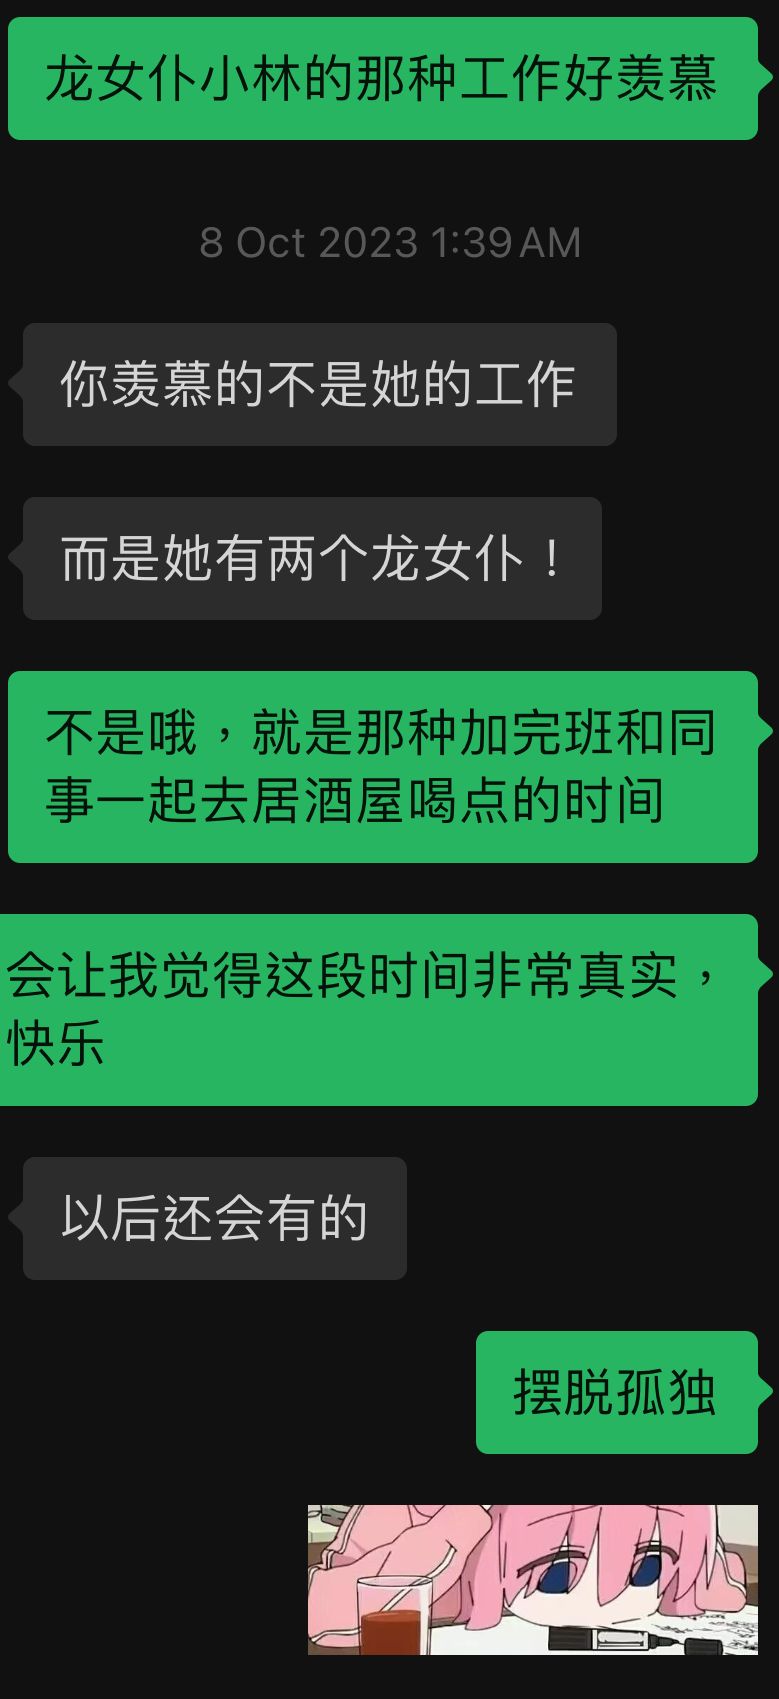 龙女仆小林的那种工作好羡慕
8 Oct 2023 1:39 AM
你羡慕的不是她的工作
而是她有两个龙女仆！
不是哦，就是那种加完班和同
事一起去居酒屋喝点的时间
会让我觉得这段时间非常真实，
快乐
以后还会有的
摆脱孤独